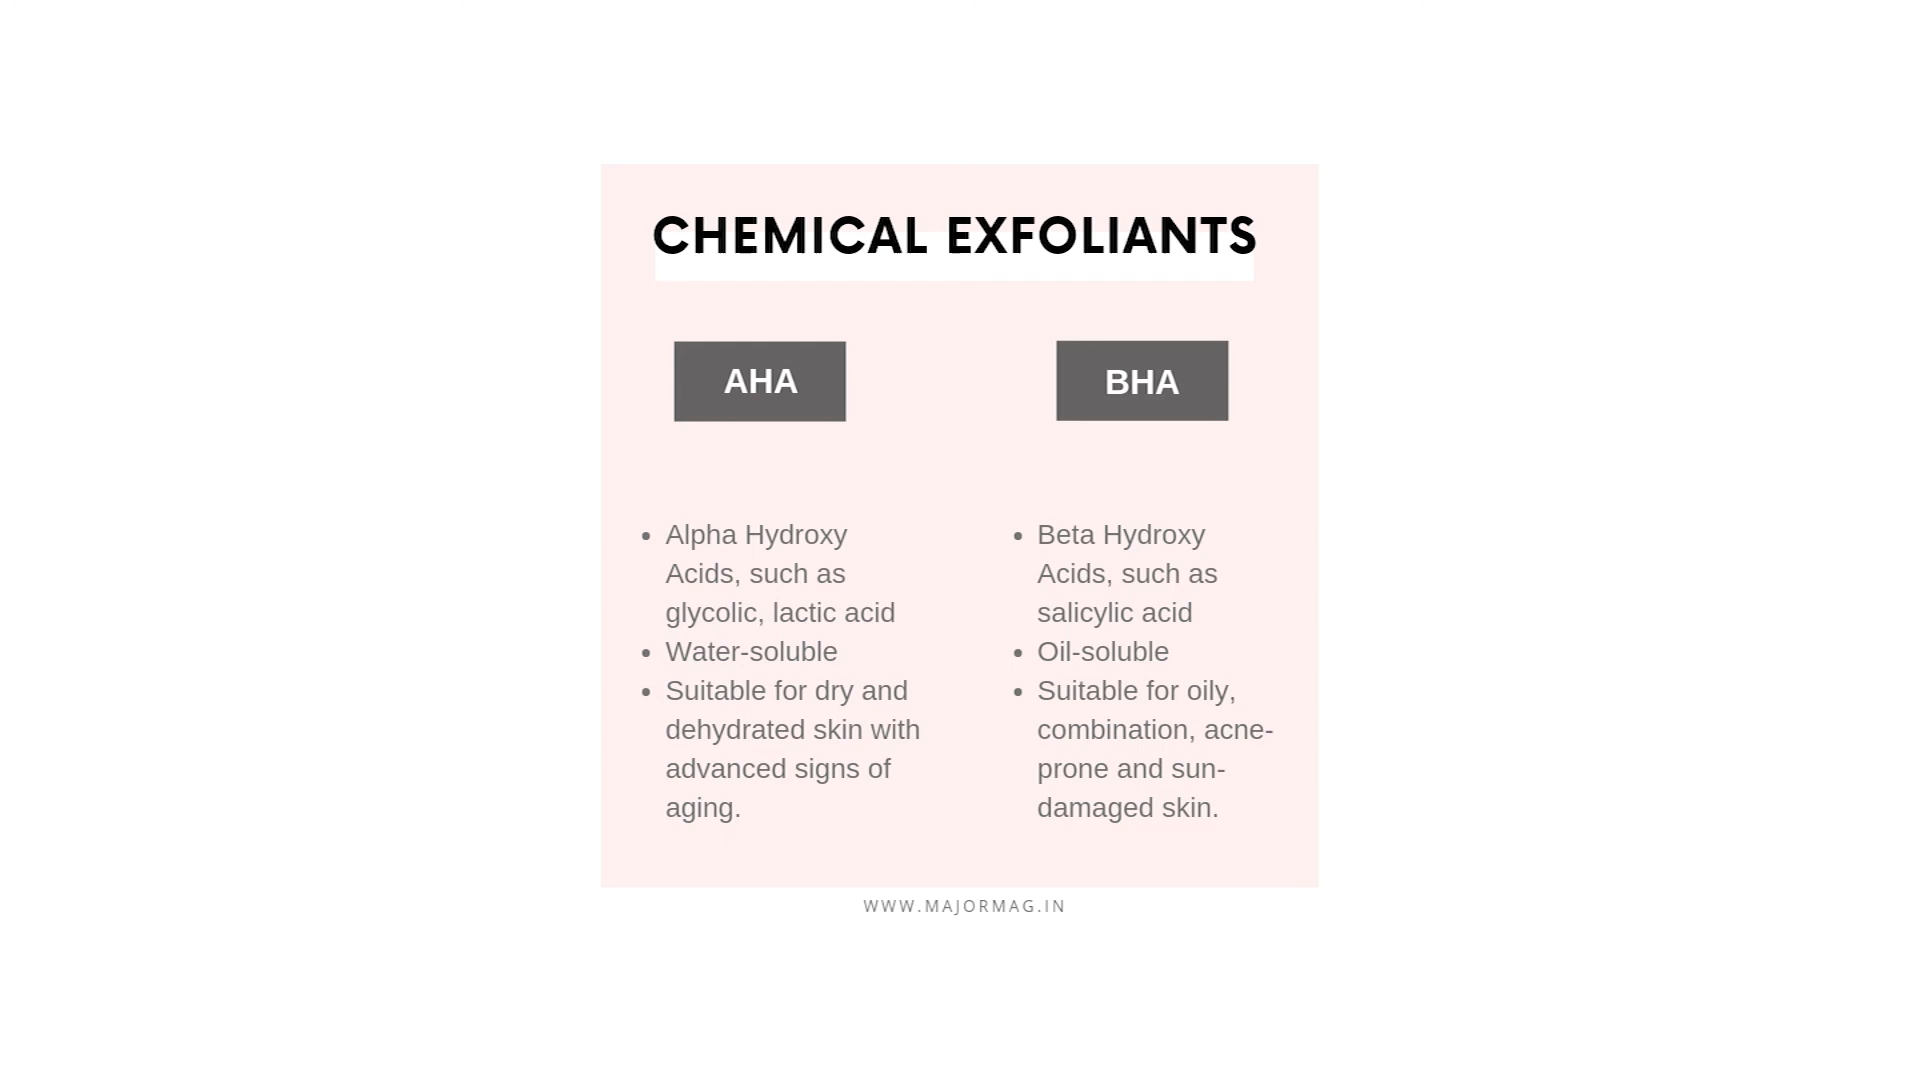 CHEMICAL EXFOLIANTS
AHA
Alpha Hydroxy
Acids, such as
glycolic, lactic acid
Water-soluble
Suitable for dry and
dehydrated skin with
advanced signs of
aging.
BHA
Beta Hydroxy
Acids, such as
salicylic acid
Oil-soluble
Suitable for oily,
combination, acne-
prone and sun-
damaged skin.
WWW.MAJORMAG.IN